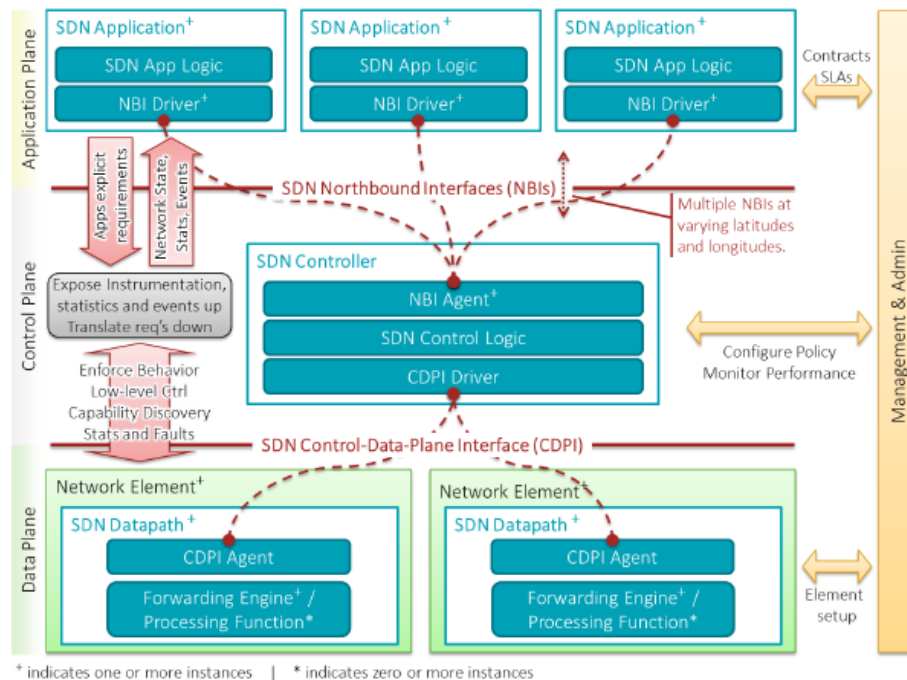 Application Plane
SDN Application+
SDN App Logic
NBI Driver+
SDN Application+
SDN App Logic
NBI Driver+
SDN Application+
SDN App Logic
NBI Driver+
Contracts
SLAs
Apps explicit
requirements
Network State,
Stats, Events
SDN Northbound Interfaces (NBIs)
Multiple NBIs at
varying latitudes
and longitudes.
Control Plane
Expose Instrumentation,
statistics and events up
Translate req's down
SDN Controller
NBI Agent+
SDN Control Logic
CDPI Driver
Configure Policy
Monitor Performance
Management & Admin
Enforce Behavior
Low-level Ctrl
Capability Discovery
Stats and Faults
SDN Control-Data-Plane Interface (CDPI)
Data Plane
Network Element+
SDN Datapath+
CDPI Agent
Forwarding Engine+ /
Processing Function*
Network Element+
SDN Datapath+
CDPI Agent
Forwarding Engine+ /
Processing Function*
Element
setup
+ indicates one or more instances | * indicates zero or more instances